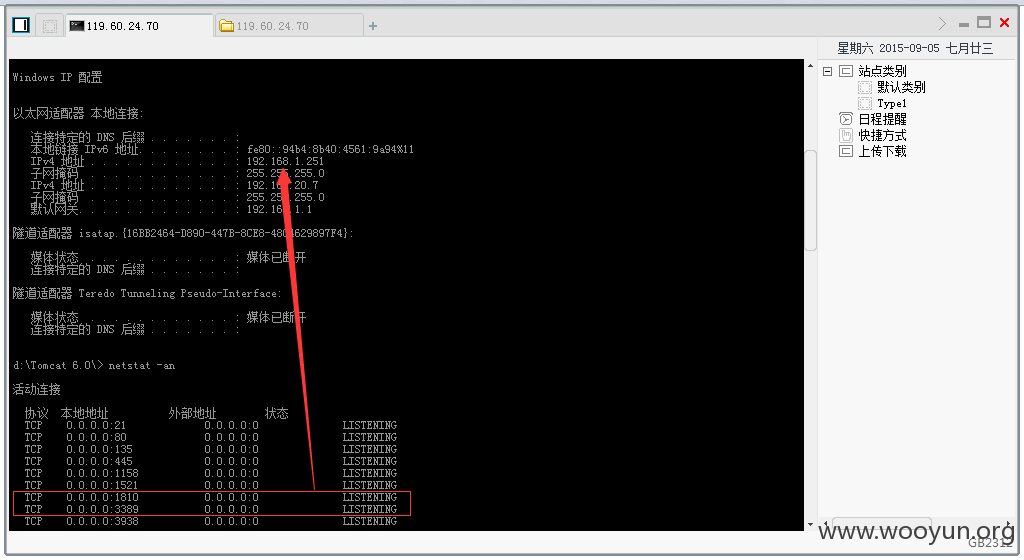 119.60.24.70
119.60.24.70
星期六 2015-09-05 七月廿三
Windows IP 配置
以太网适配器 本地连接:
连接特定的 DNS 后缀 . . . . . . . :
本地链接 IPv6 地址. . . . . . . . : fe80::94b4:8b40:4561:9a94%11
IPv4 地址 . . . . . . . . . . . . : 192.168.1.251
子网掩码 . . . . . . . . . . . . : 255.255.255.0
IPv4 地址 . . . . . . . . . . . . : 192.168.20.7
子网掩码 . . . . . . . . . . . . : 255.255.255.0
默认网关. . . . . . . . . . . . . : 192.168.1.1
隧道适配器 isatap.{16BB2464-D890-447B-8CE8-4804629897F4}:
媒体状态 . . . . . . . . . . . . : 媒体已断开
连接特定的 DNS 后缀 . . . . . . . :
隧道适配器 Teredo Tunneling Pseudo-Interface:
媒体状态 . . . . . . . . . . . . : 媒体已断开
连接特定的 DNS 后缀 . . . . . . . :
d:\Tomcat 6.0\> netstat -an
活动连接
协议 本地地址 外部地址 状态
TCP 0.0.0.0:21 0.0.0.0:0 LISTENING
TCP 0.0.0.0:80 0.0.0.0:0 LISTENING
TCP 0.0.0.0:135 0.0.0.0:0 LISTENING
TCP 0.0.0.0:445 0.0.0.0:0 LISTENING
TCP 0.0.0.0:1158 0.0.0.0:0 LISTENING
TCP 0.0.0.0:1521 0.0.0.0:0 LISTENING
TCP 0.0.0.0:1810 0.0.0.0:0 LISTENING
TCP 0.0.0.0:3389 0.0.0.0:0 LISTENING
TCP 0.0.0.0:3938 0.0.0.0:0 LISTENING
站点类别
默认类别
Type1
日程提醒
快捷方式
上传下载
www.wooyun.org
GB2312